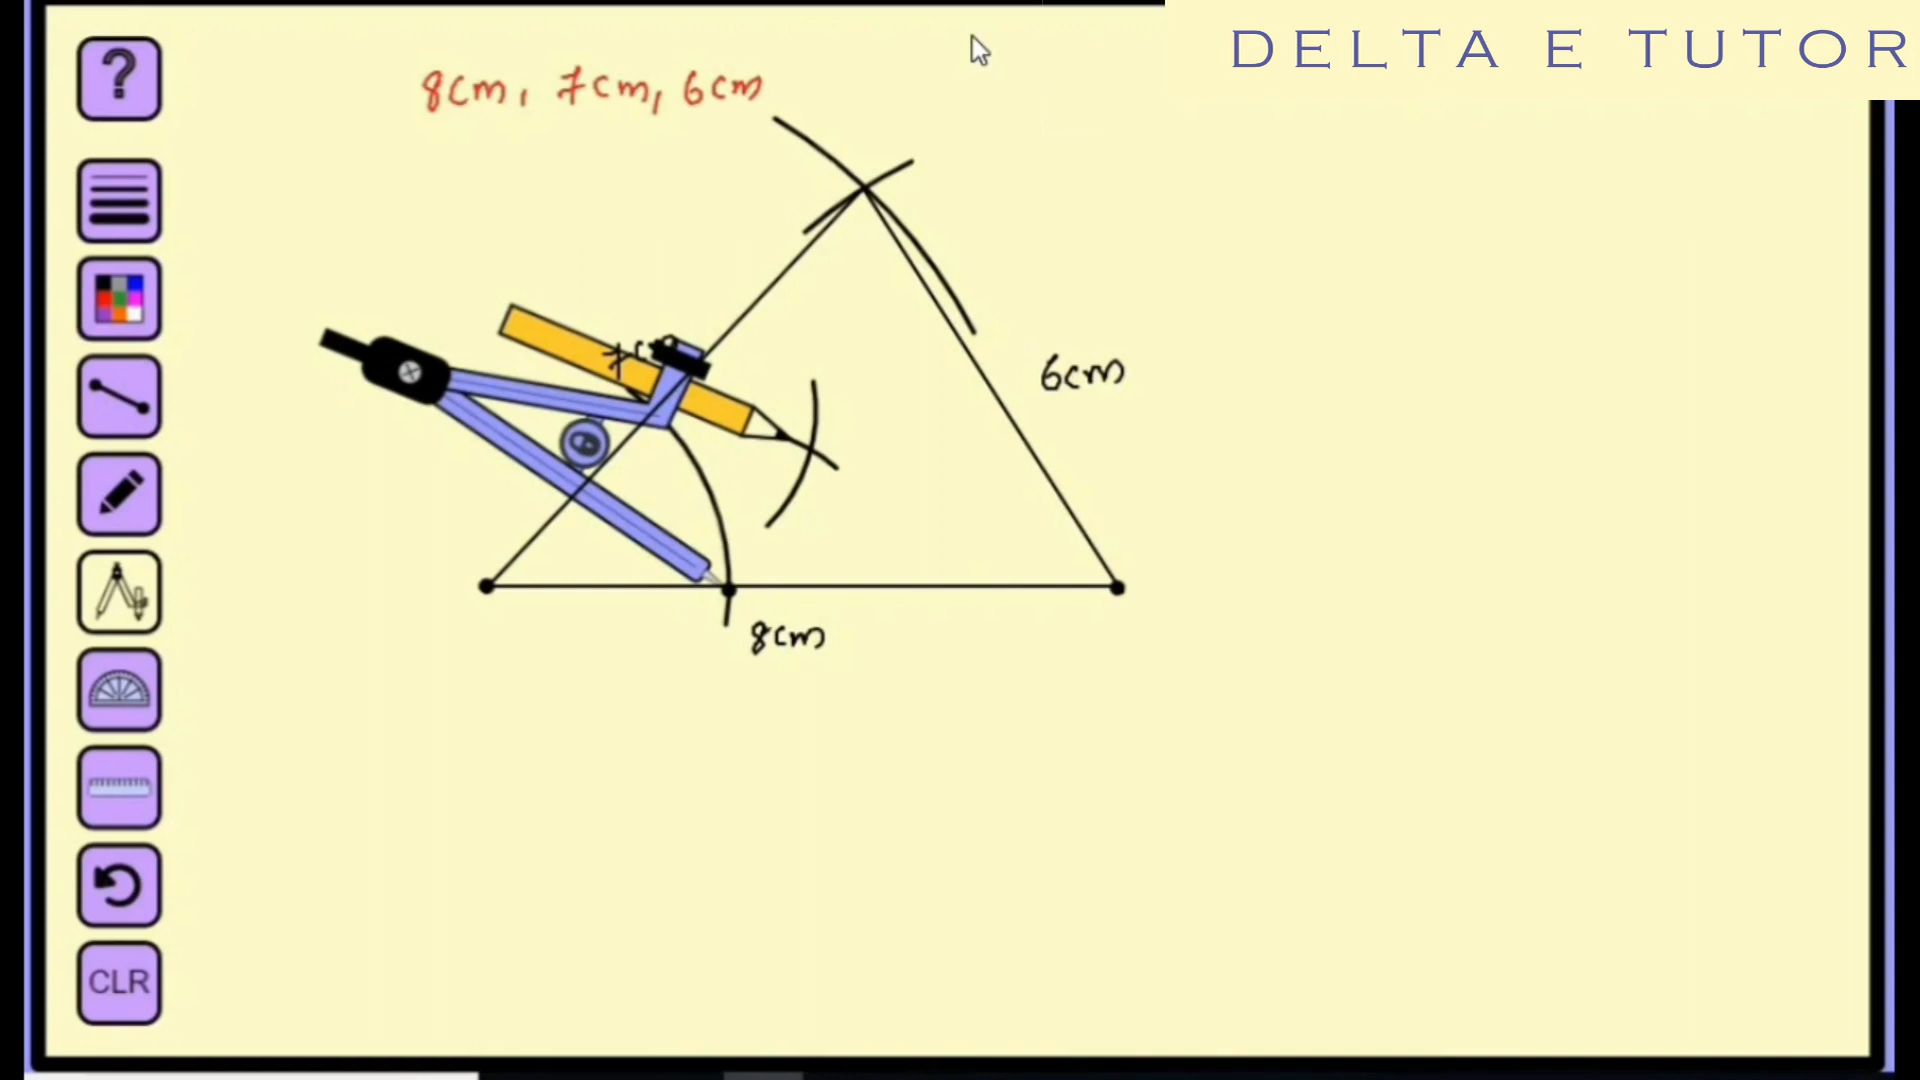 DELTA E TUTOR
8cm, 7cm, 6cm
6cm
8cm
CLR